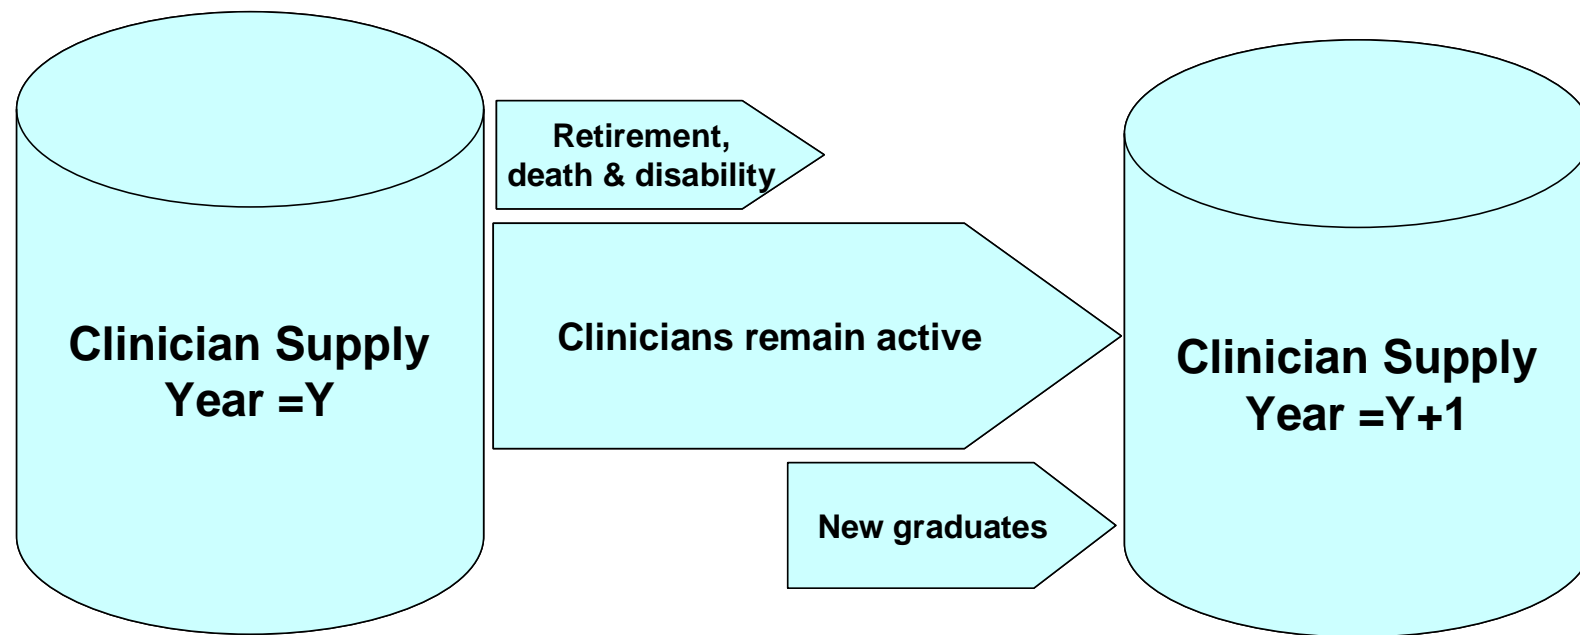 Retirement,
death & disability
Clinician Supply
Year =Y
Clinicians remain active
Clinician Supply
Year =Y+1
New graduates